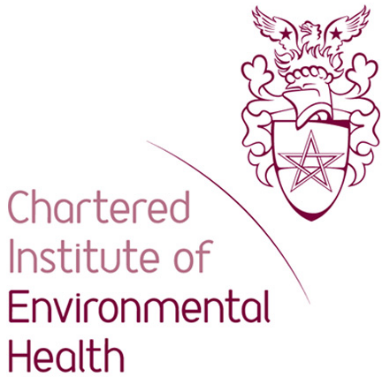 Chartered
Institute of
Environmental
Health